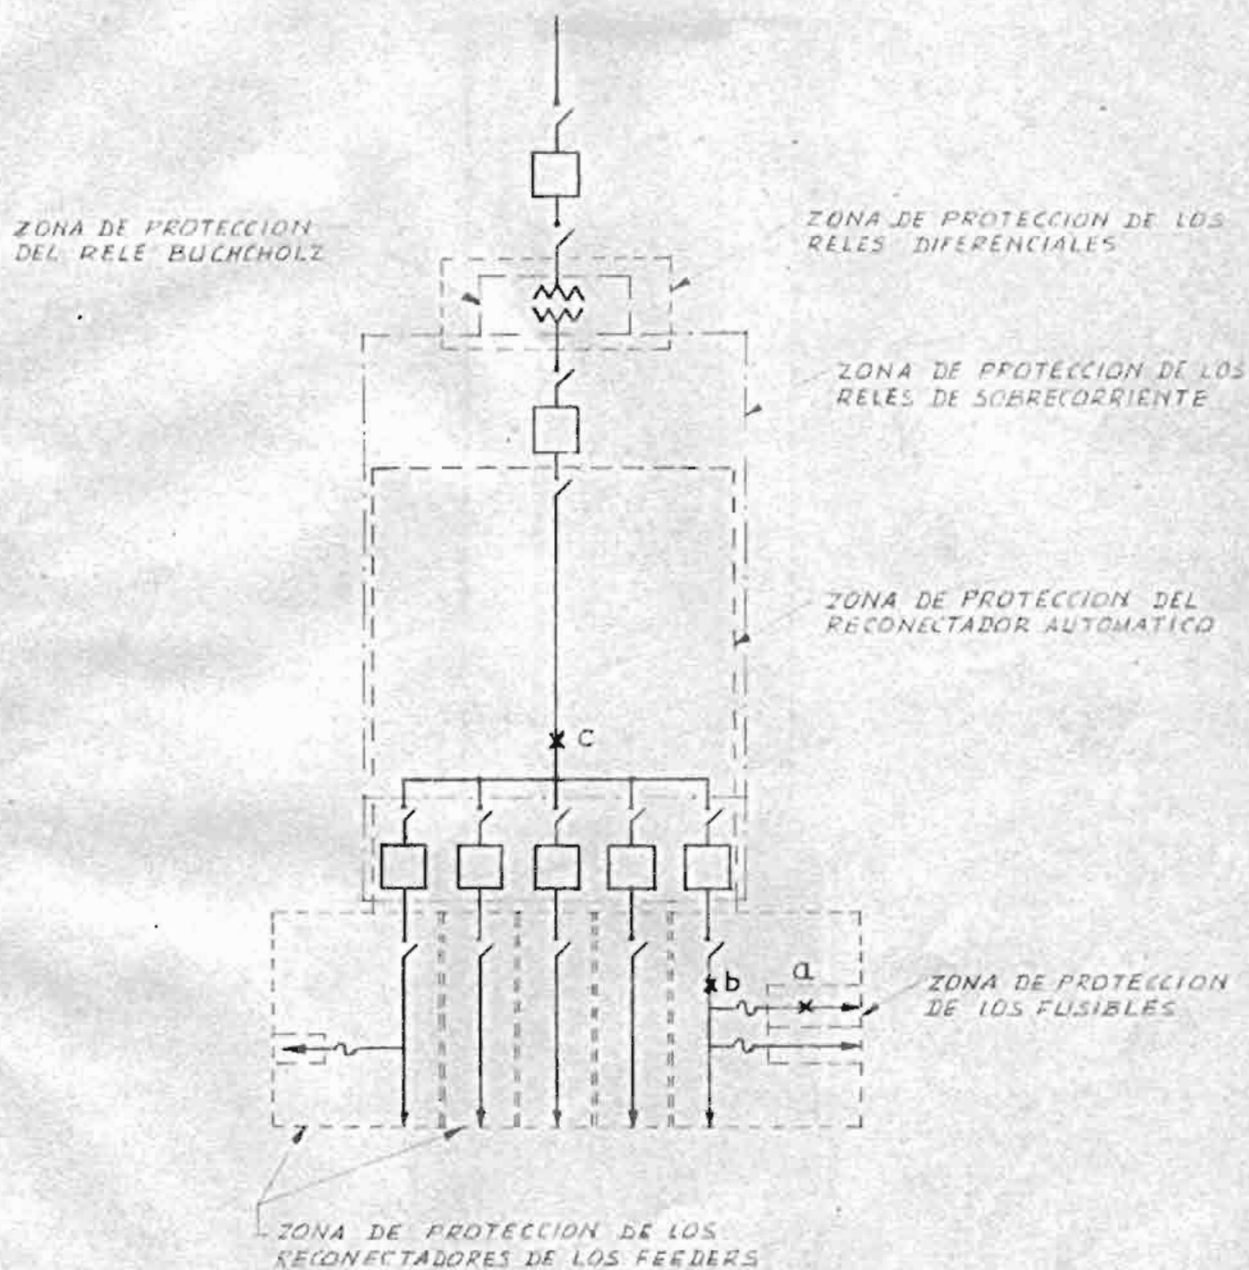 ZONA DE PROTECCION
DEL RELE BUCHCHOLZ
ZONA DE PROTECCION DE LOS
RELES DIFERENCIALES
ZONA DE PROTECCION DE LOS
RELES DE SOBRECORRIENTE
ZONA DE PROTECCION DEL
RECONECTADOR AUTOMATICO
C
b
a
ZONA DE PROTECCION
DE LOS FUSIBLES
ZONA DE PROTECCION DE LOS
RECONECTADORES DE LOS FEEDERS